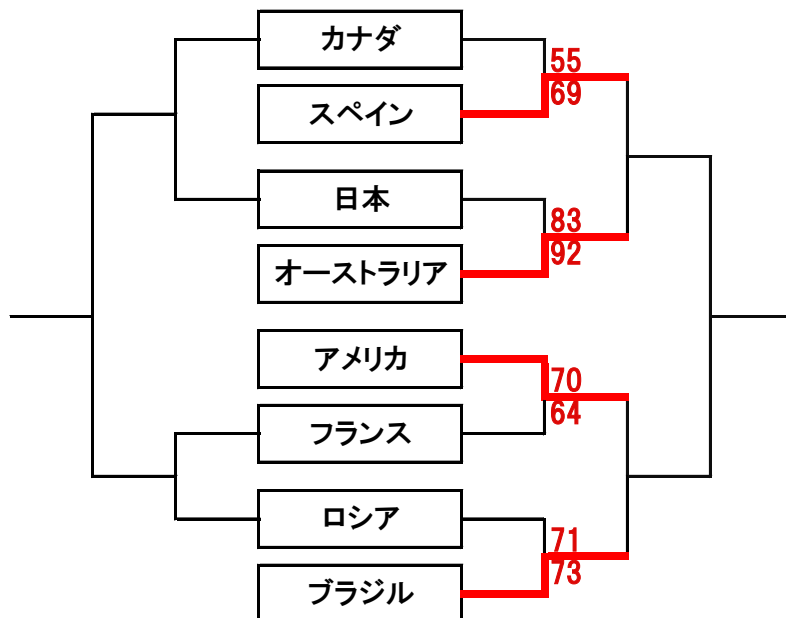 カナダ
55
スペイン
69
日本
83
オーストラリア
92
アメリカ
70
フランス
64
ロシア
71
ブラジル
73